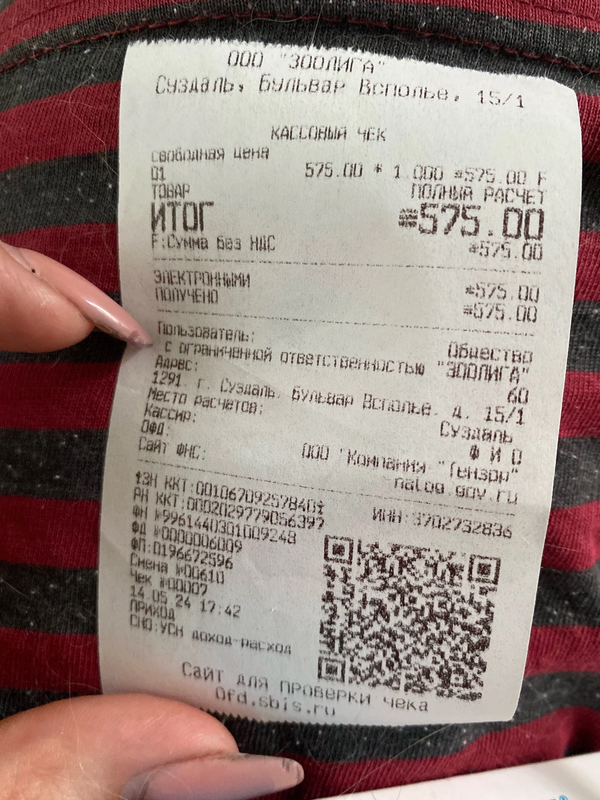 ООО "ЗООЛИГА"
Суздаль, Бульвар Всполье, 15/1
КАССОВЫЙ ЧЕК
свободная цена
01 575.00 * 1.000 =575.00 F
ТОВАР ПОЛНЫЙ РАСЧЕТ
ИТОГ =575.00
F:Сумма без НДС =575.00
ЭЛЕКТРОННЫМИ =575.00
ПОЛУЧЕНО =575.00
Пользователь: Общество
с ограниченной ответственностью "ЗООЛИГА"
Адрес: 60
1291. г. Суздаль. Бульвар Всполье. д. 15/1
Место расчетов: Суздаль
Кассир: Ф И О
ОФД: ООО "Компания "Тензор"
Сайт ФНС: nalog.gov.ru
ЗН ККТ:00106709257840
РН ККТ:0002029779056397 ИНН:3702732836
ФН №9961440301009248
ФД №0000006009
ФП:0196672596
Смена №00610
Чек №00007
14.05.24 17:42
ПРИХОД
СНО:УСН доход-расход
Сайт для проверки чека
Ofd.sbis.ru